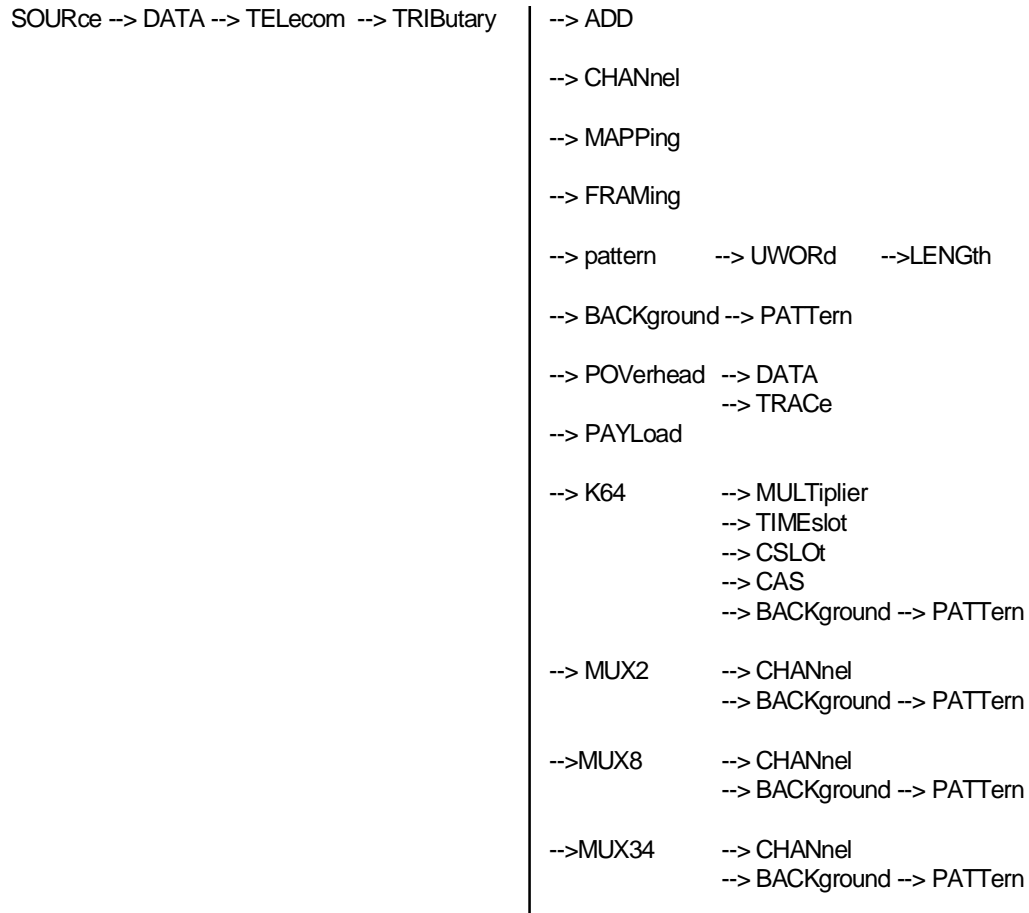 SOURce --> DATA --> TELecom --> TRIButary --> ADD
--> CHANnel
--> MAPPing
--> FRAMing
--> pattern --> UWORd -->LENGth
--> BACKground --> PATTern
--> POVerhead --> DATA
--> TRACe
--> PAYLoad
--> K64 --> MULTiplier
--> TIMEslot
--> CSLOt
--> CAS
--> BACKground --> PATTern
--> MUX2 --> CHANnel
--> BACKground --> PATTern
-->MUX8 --> CHANnel
--> BACKground --> PATTern
-->MUX34 --> CHANnel
--> BACKground --> PATTern